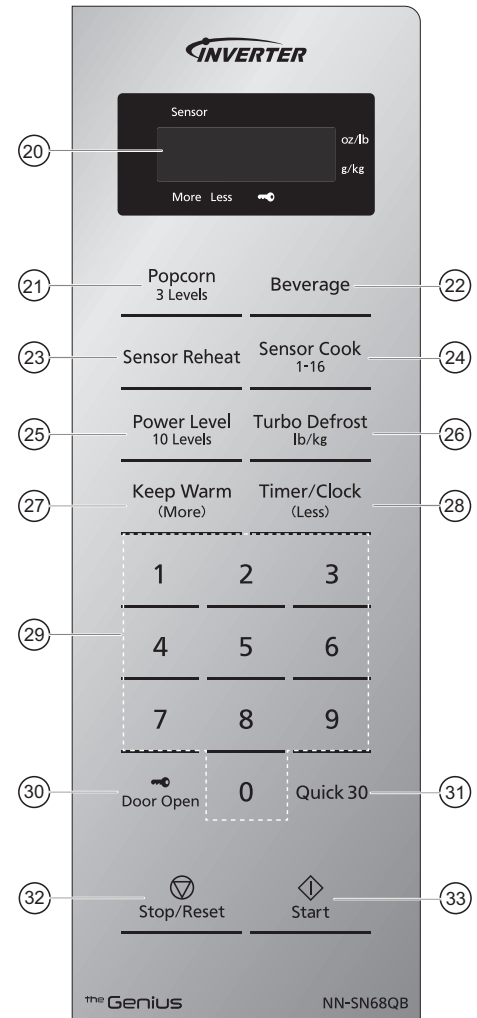 INVERTER
Sensor
oz/lb
20
g/kg
More Less
21 Popcorn Beverage 22
3 Levels
23 Sensor Reheat Sensor Cook 24
1-16
25 Power Level Turbo Defrost 26
10 Levels lb/kg
27 Keep Warm Timer/Clock 28
(More) (Less)
1 2 3
29 4 5 6
7 8 9
30 Door Open 0 Quick 30 31
32 33
Stop/Reset Start
the Genius NN-SN68QB